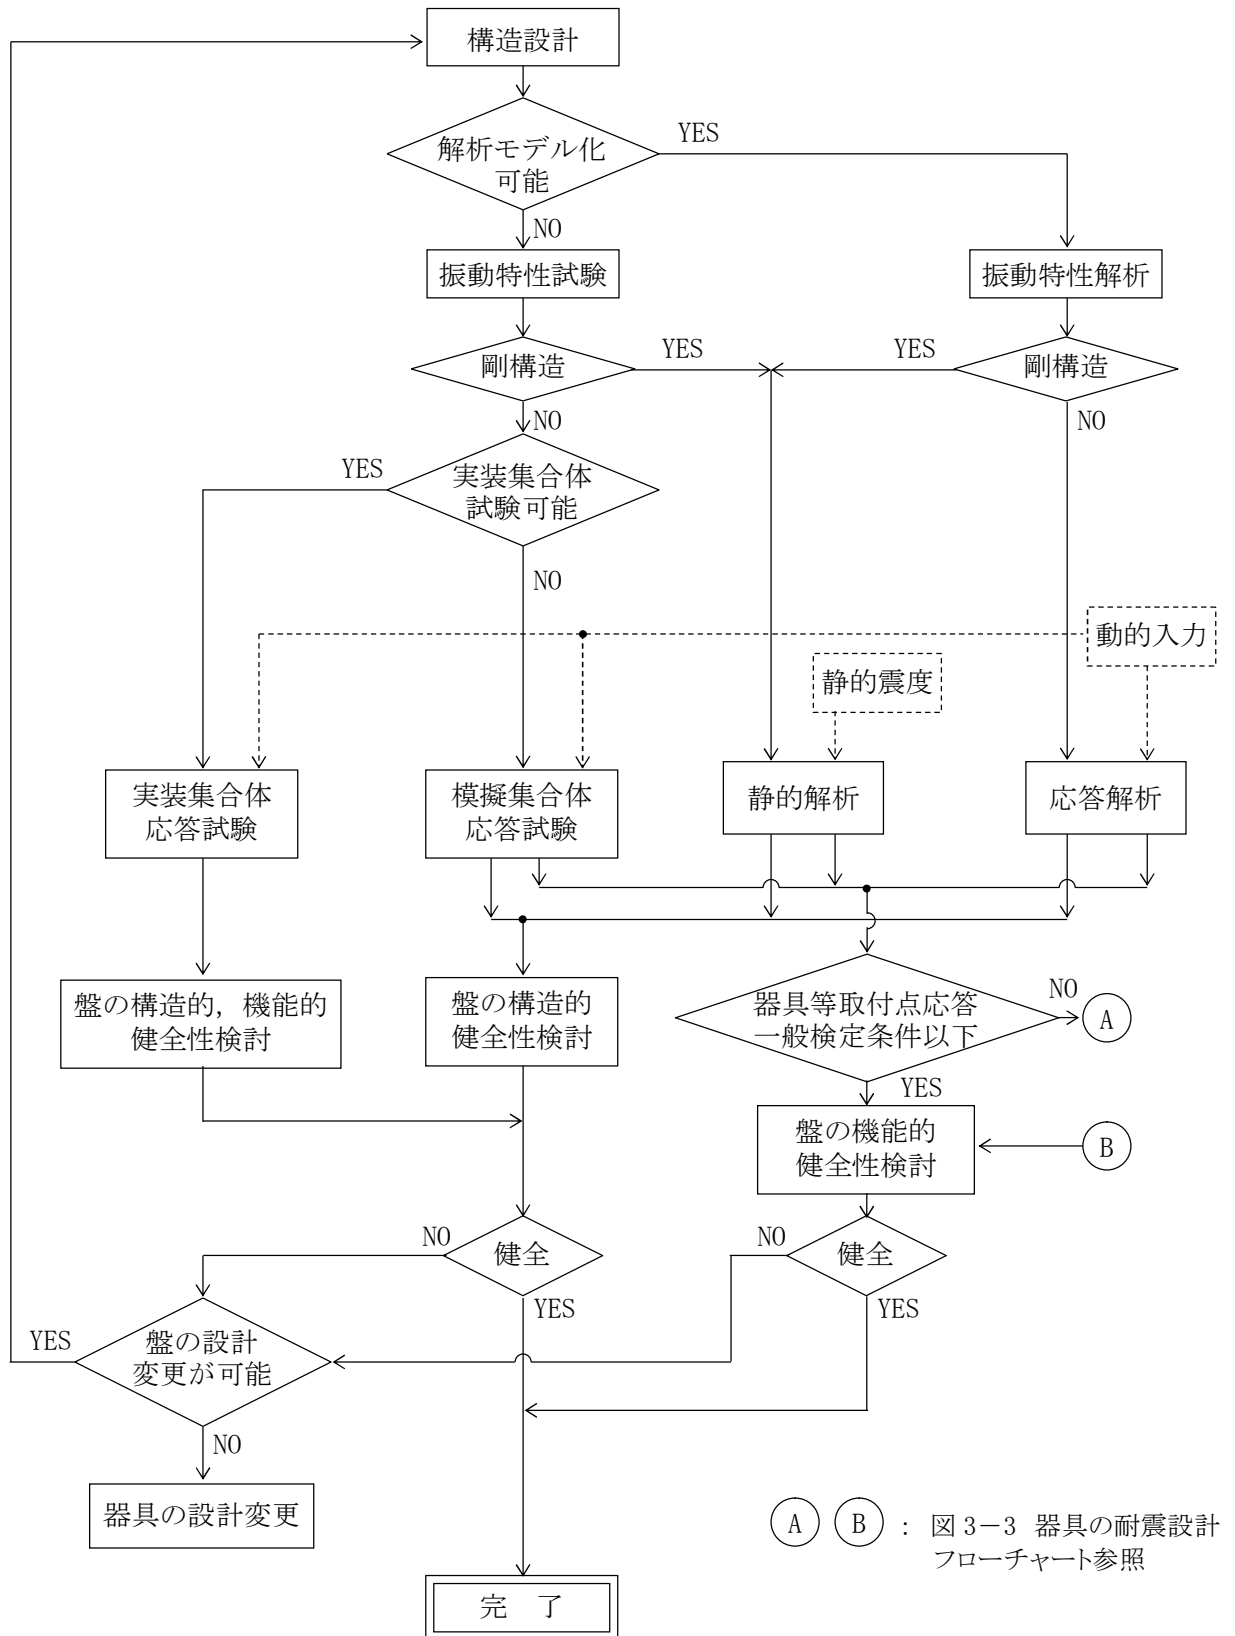 構造設計
解析モデル化
可能
YES
NO
振動特性試験
振動特性解析
剛構造
YES
YES
剛構造
NO
NO
実装集合体
試験可能
YES
NO
動的入力
静的震度
実装集合体
応答試験
模擬集合体
応答試験
静的解析
応答解析
盤の構造的，機能的
健全性検討
盤の構造的
健全性検討
器具等取付点応答
一般検定条件以下
NO
A
YES
盤の機能的
健全性検討
B
NO
健全
YES
NO
健全
YES
YES
盤の設計
変更が可能
NO
器具の設計変更
A B : 図 3－3 器具の耐震設計
フローチャート参照
完 了